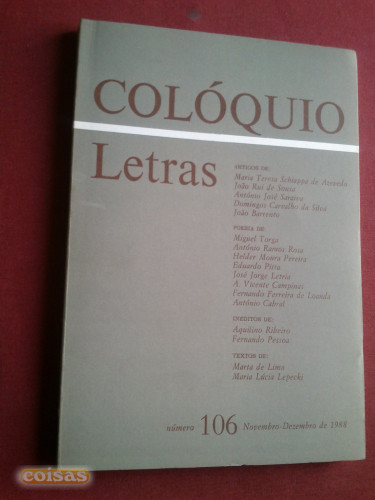 COLÓQUIO
Letras
ARTIGOS DE:
Maria Teresa Schiappa de Azevedo
João Rui de Sousa
António José Saraiva
Domingos Carvalho da Silva
João Barrento
POESIA DE:
Miguel Torga
António Ramos Rosa
Helder Moura Pereira
Eduardo Pitta
José Jorge Letria
A. Vicente Campinas
Fernando Ferreira de Loanda
António Cabral
INÉDITOS DE:
Aquilino Ribeiro
Fernando Pessoa
TEXTOS DE:
Marta de Lima
Maria Lúcia Lepecki
número 106 Novembro-Dezembro de 1988
coisas